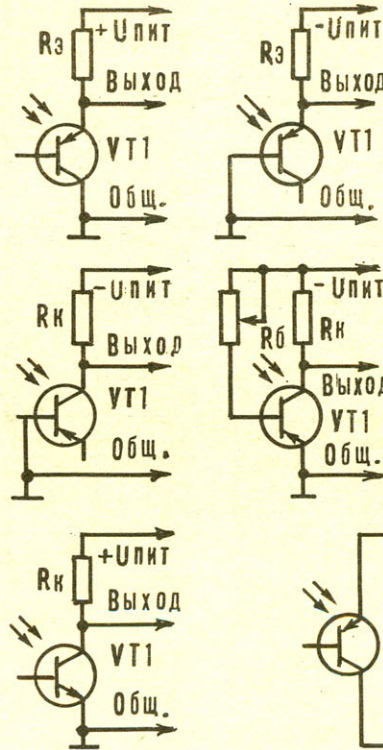 +Uпит
Rэ
Выход
VT1
Общ.
-Uпит
Rэ
Выход
VT1
Общ.
-Uпит
Rк
Выход
VT1
Общ.
-Uпит
Rб
Rк
Выход
VT1
Общ.
+Uпит
Rк
Выход
VT1
Общ.